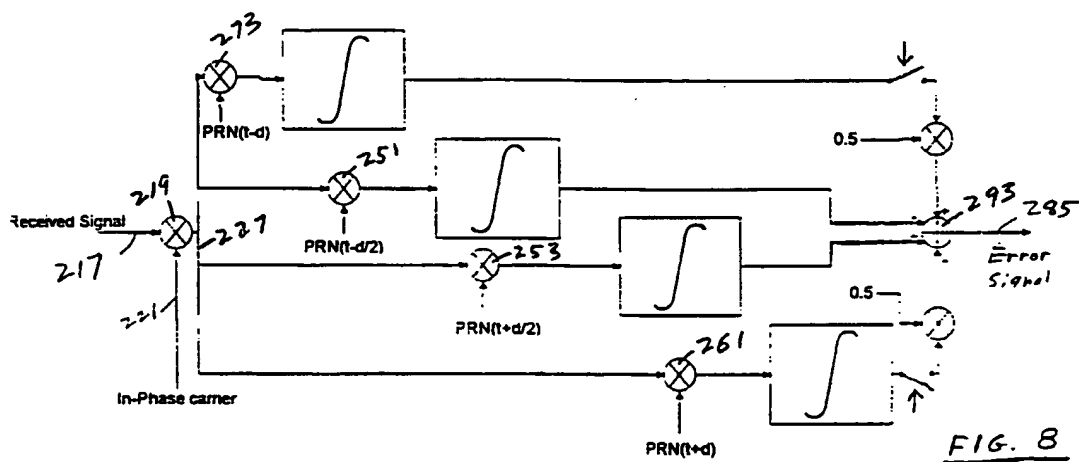 273
PRN(t-d)
0.5
251
219
Received Signal
227
217
PRN(t-d/2)
253
293
295
Error
Signal
221
0.5
PRN(t+d/2)
261
In-Phase carrier
PRN(t+d)
FIG. 8